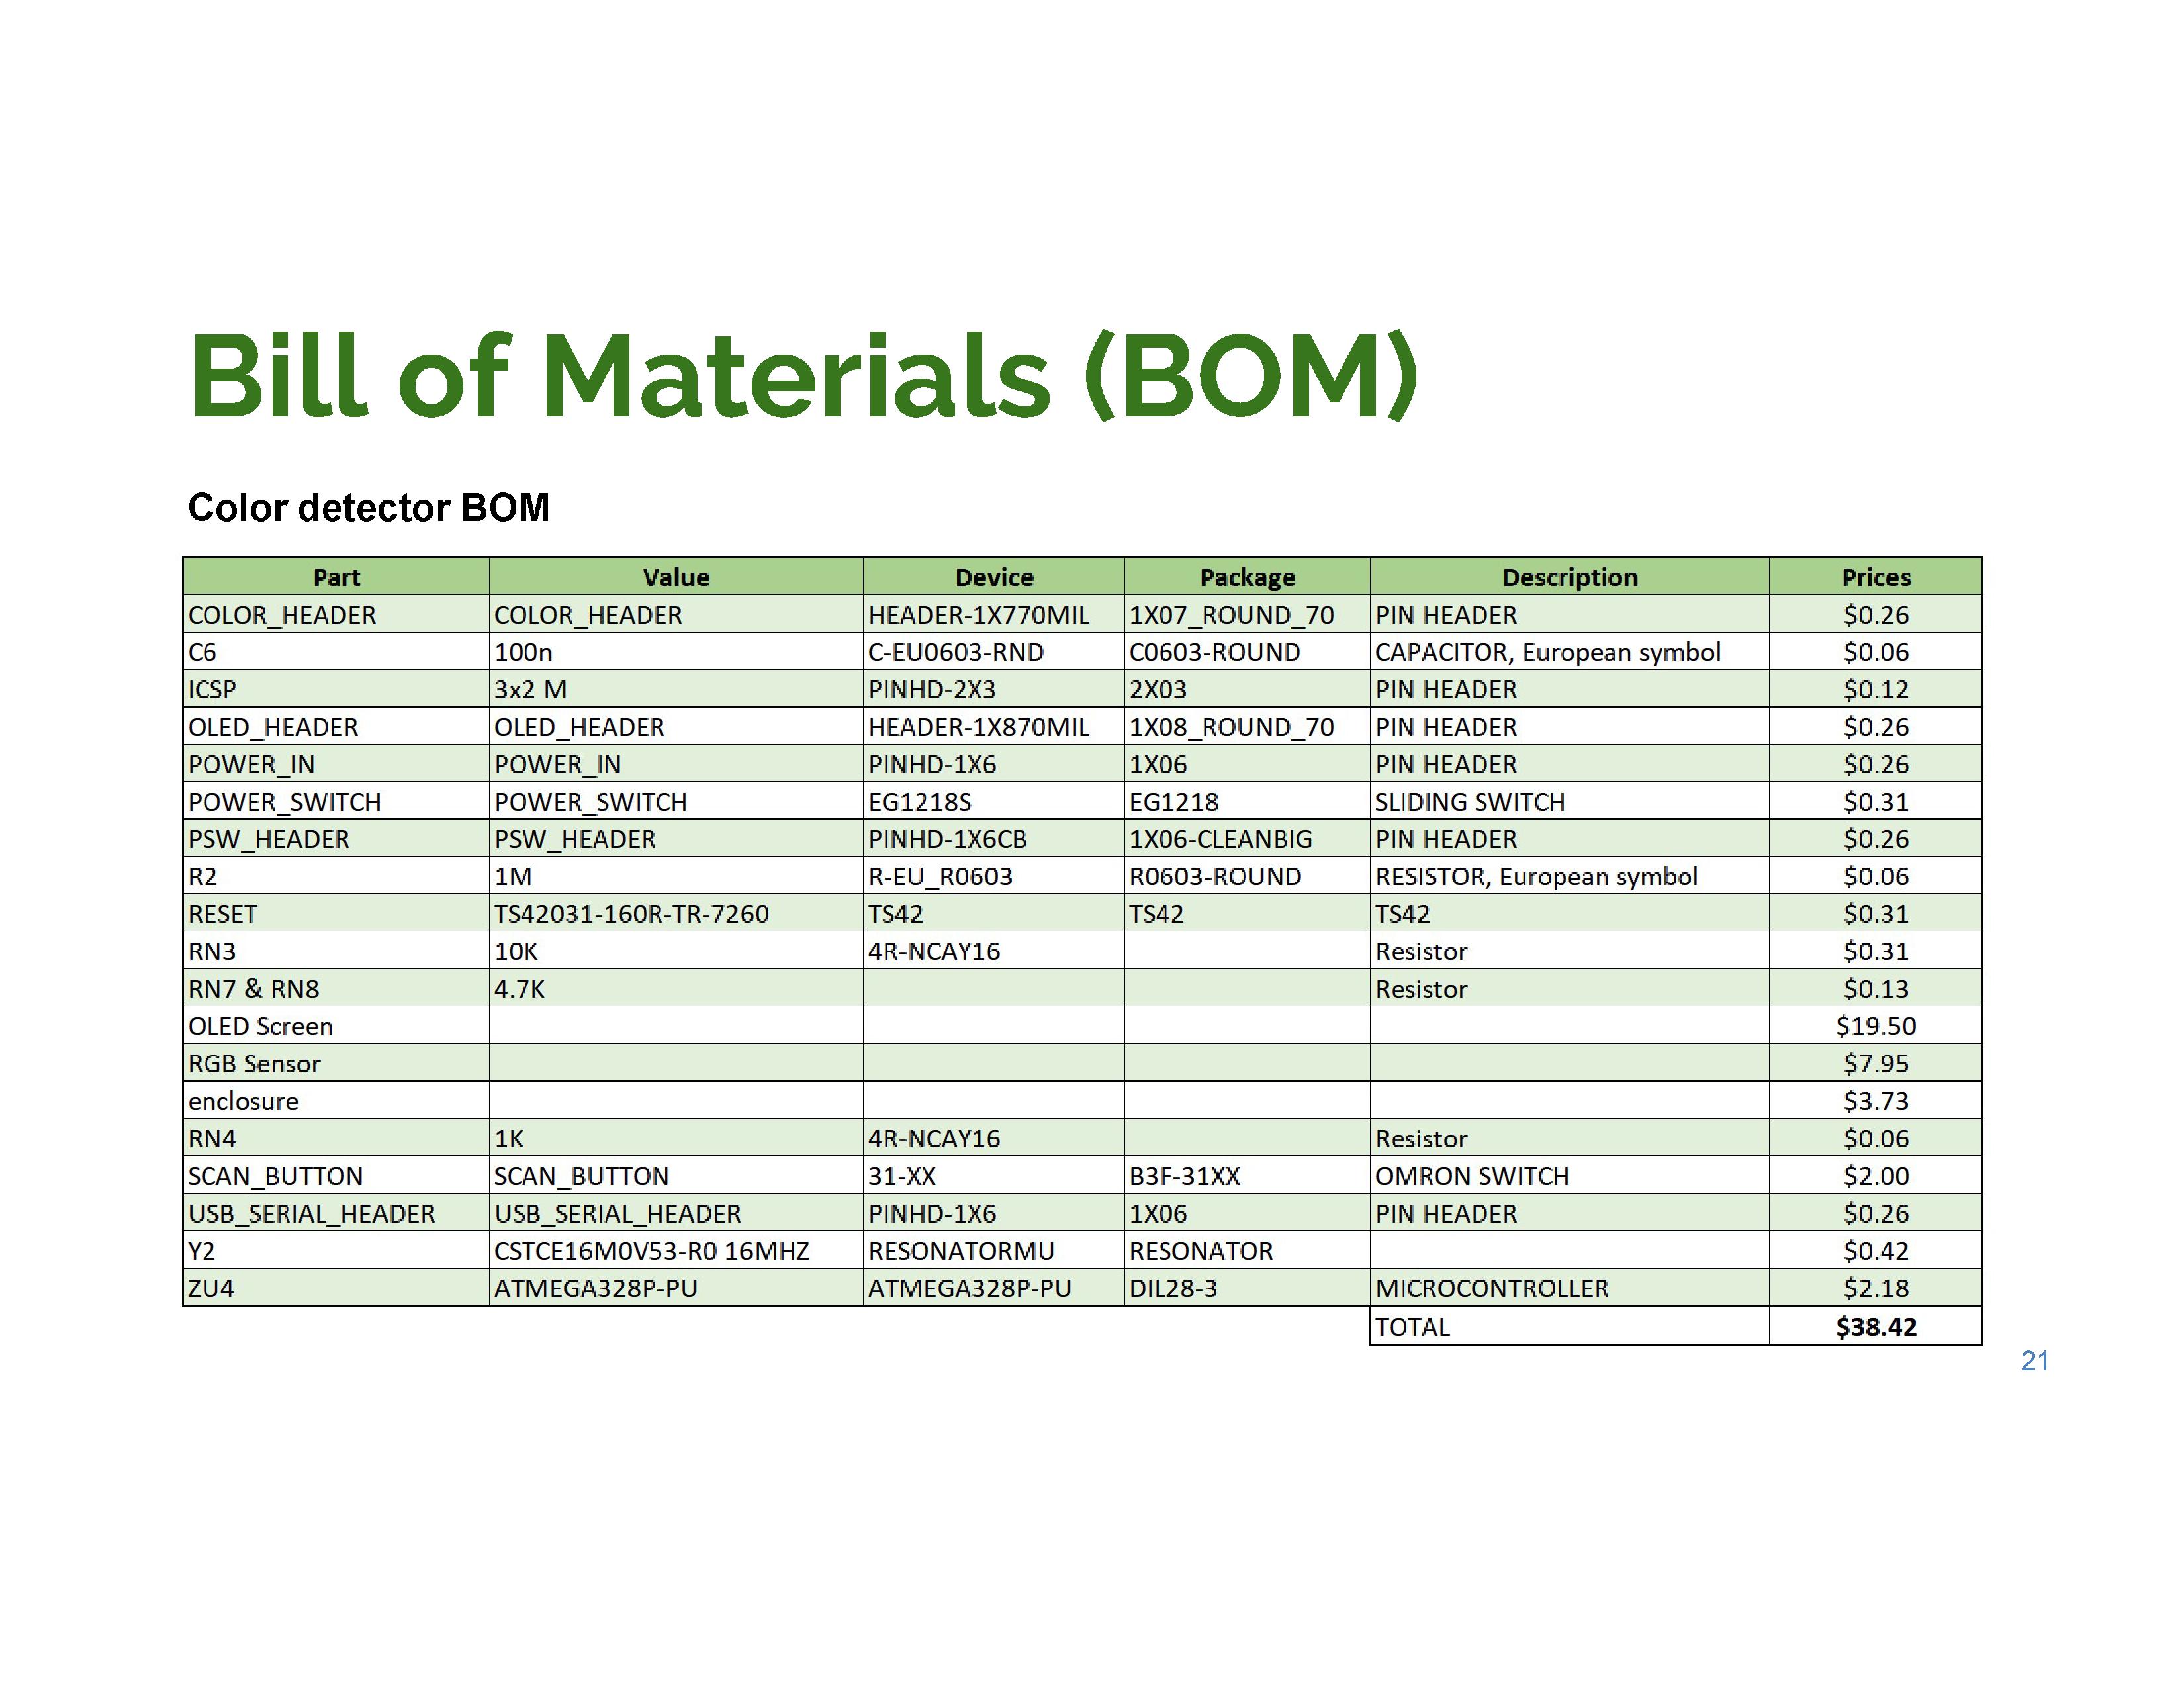 Bill of Materials (BOM)
Color detector BOM
Part Value Device Package Description Prices
COLOR_HEADER COLOR_HEADER HEADER-1X770MIL 1X07_ROUND_70 PIN HEADER $0.26
C6 100n C-EU0603-RND C0603-ROUND CAPACITOR, European symbol $0.06
ICSP 3x2 M PINHD-2X3 2X03 PIN HEADER $0.12
OLED_HEADER OLED_HEADER HEADER-1X870MIL 1X08_ROUND_70 PIN HEADER $0.26
POWER_IN POWER_IN PINHD-1X6 1X06 PIN HEADER $0.26
POWER_SWITCH POWER_SWITCH EG1218S EG1218 SLIDING SWITCH $0.31
PSW_HEADER PSW_HEADER PINHD-1X6CB 1X06-CLEANBIG PIN HEADER $0.26
R2 1M R-EU_R0603 R0603-ROUND RESISTOR, European symbol $0.06
RESET TS42031-160R-TR-7260 TS42 TS42 TS42 $0.31
RN3 10K 4R-NCAY16 Resistor $0.31
RN7 & RN8 4.7K Resistor $0.13
OLED Screen $19.50
RGB Sensor $7.95
enclosure $3.73
RN4 1K 4R-NCAY16 Resistor $0.06
SCAN_BUTTON SCAN_BUTTON 31-XX B3F-31XX OMRON SWITCH $2.00
USB_SERIAL_HEADER USB_SERIAL_HEADER PINHD-1X6 1X06 PIN HEADER $0.26
Y2 CSTCE16M0V53-R0 16MHZ RESONATORMU RESONATOR $0.42
ZU4 ATMEGA328P-PU ATMEGA328P-PU DIL28-3 MICROCONTROLLER $2.18
TOTAL $38.42
21